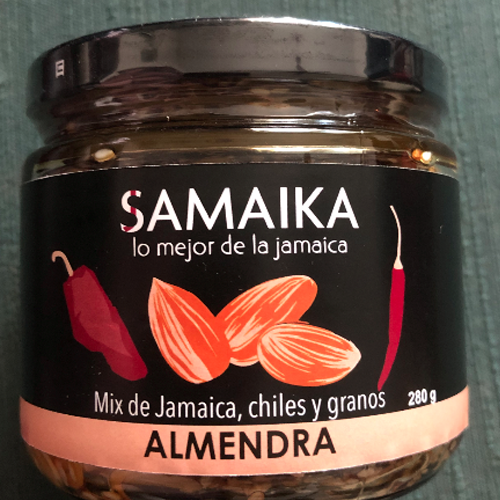 SAMAIKA
lo mejor de la jamaica
Mix de Jamaica, chiles y granos 280 g
ALMENDRA